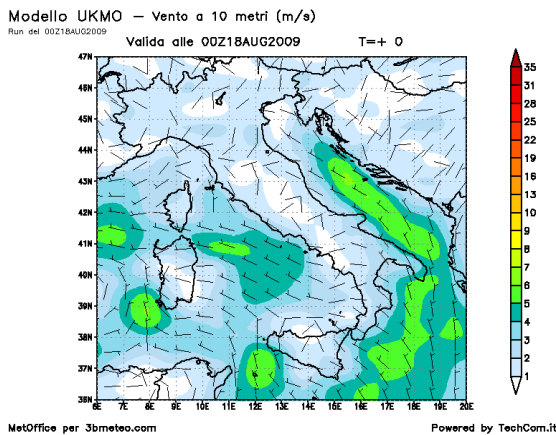 Modello UKMO – Vento a 10 metri (m/s)
Run del 00Z18AUG2009
Valida alle 00Z18AUG2009 T=+ 0
47N
46N
45N
44N
43N
42N
41N
40N
39N
38N
37N
36N
6E 7E 8E 9E 10E 11E 12E 13E 14E 15E 16E 17E 18E 19E 20E
35
31
28
25
22
19
16
13
10
9
8
7
6
5
4
3
2
1
MetOffice per 3bmeteo.com Powered by TechCom.it